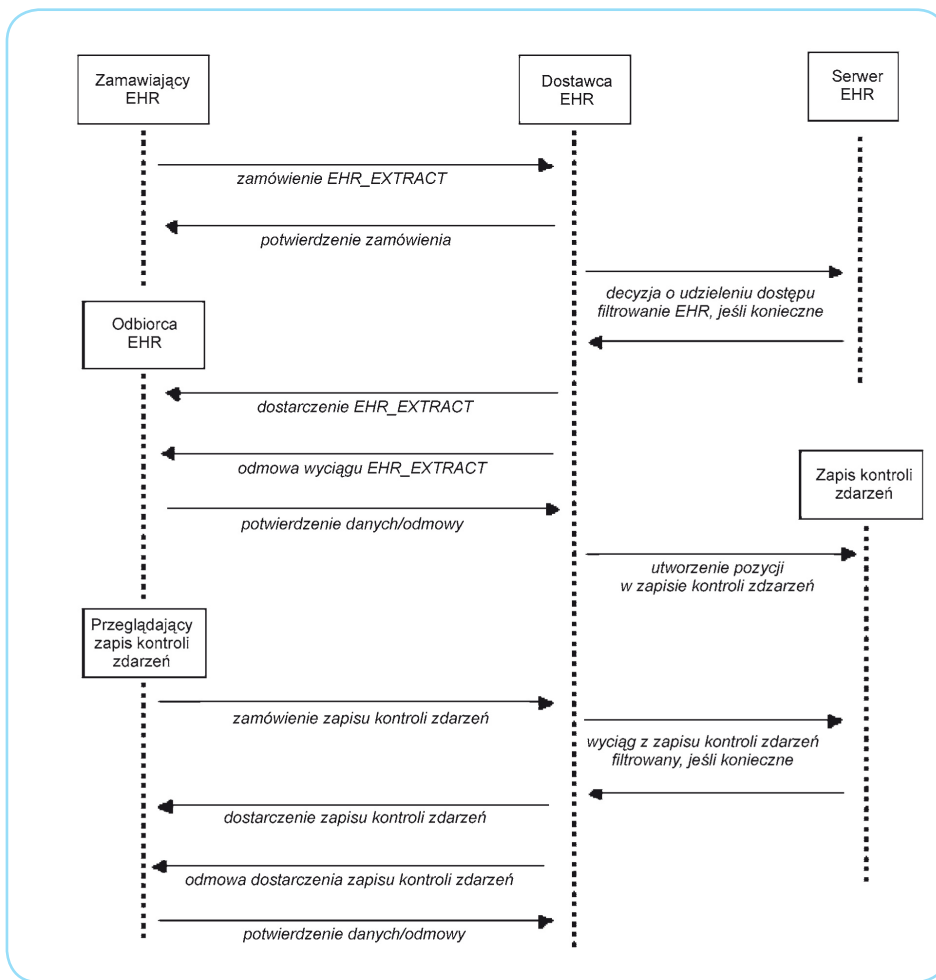 Zamawiający
EHR
Dostawca
EHR
Serwer
EHR
zamówienie EHR_EXTRACT
potwierdzenie zamówienia
decyzja o udzieleniu dostępu
filtrowanie EHR, jeśli konieczne
Odbiorca
EHR
dostarczenie EHR_EXTRACT
odmowa wyciągu EHR_EXTRACT
Zapis kontroli
zdarzeń
potwierdzenie danych/odmowy
utworzenie pozycji
w zapisie kontroli zdzarzeń
Przeglądający
zapis kontroli
zdarzeń
zamówienie zapisu kontroli zdarzeń
wyciąg z zapisu kontroli zdarzeń
filtrowany, jeśli konieczne
dostarczenie zapisu kontroli zdarzeń
odmowa dostarczenia zapisu kontroli zdarzeń
potwierdzenie danych/odmowy